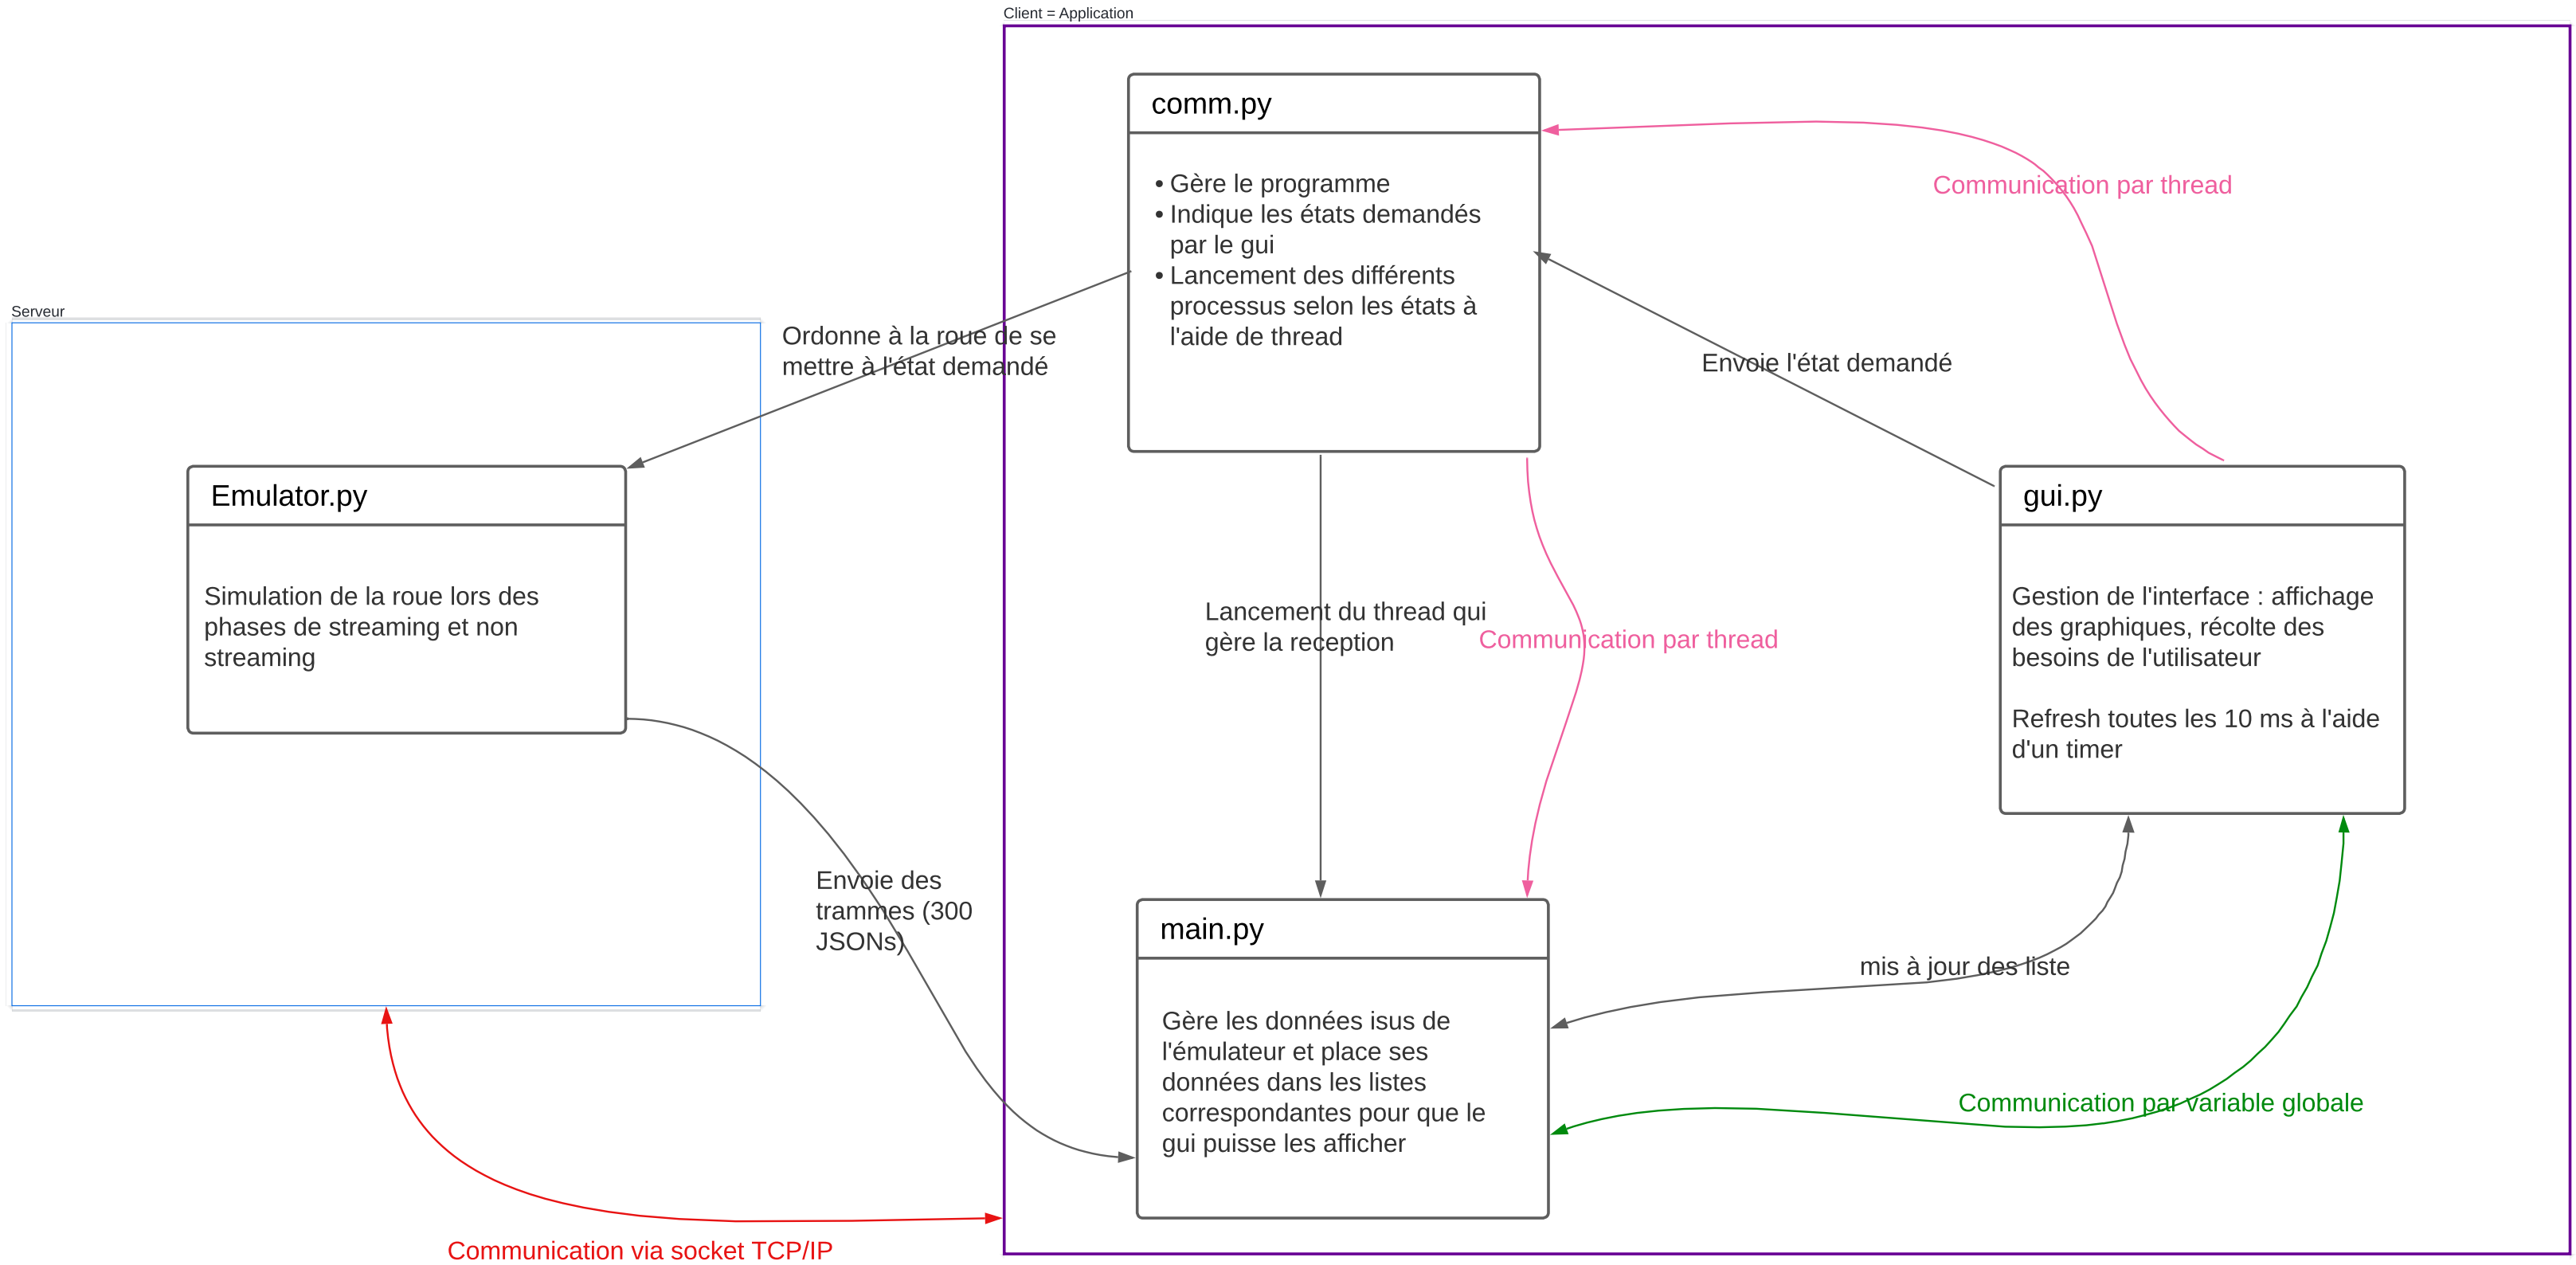 Client = Application
comm.py
• Gère le programme
• Indique les états demandés
par le gui
• Lancement des différents
processus selon les états à
l'aide de thread
Communication par thread
Serveur
Ordonne à la roue de se
mettre à l'état demandé
Envoie l'état demandé
Emulator.py
Simulation de la roue lors des
phases de streaming et non
streaming
gui.py
Gestion de l'interface : affichage
des graphiques, récolte des
besoins de l'utilisateur
Refresh toutes les 10 ms à l'aide
d'un timer
Lancement du thread qui
gère la reception
Communication par thread
Envoie des
trammes (300
JSONs)
main.py
Gère les données isus de
l'émulateur et place ses
données dans les listes
correspondantes pour que le
gui puisse les afficher
mis à jour des liste
Communication par variable globale
Communication via socket TCP/IP